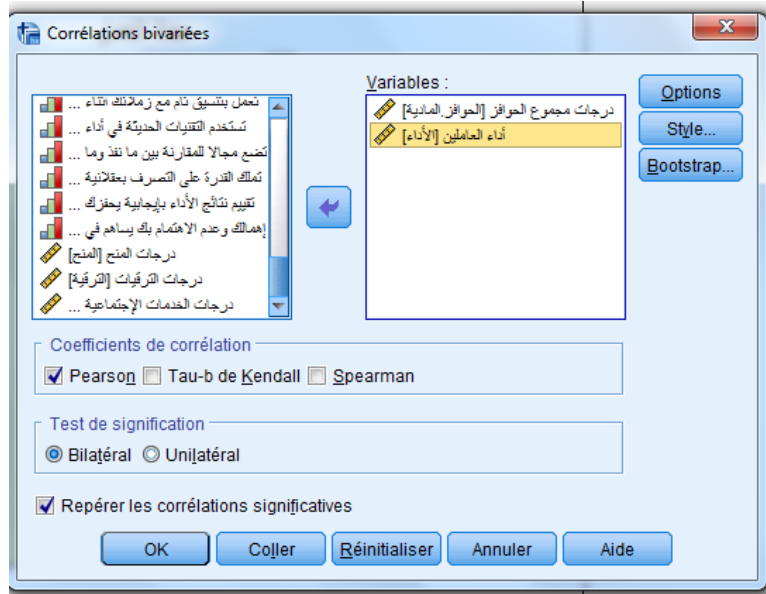 Corrélations bivariées
نعمل بتنسيق تام مع زملائك أثناء ...
تستخدم التقنيات الحديثة في أداء ...
تضع مجالا للمقارنة بين ما نفذ وما ...
تملك القدرة على التصرف بعقلانية ...
تقييم نتائج الأداء بإيجابية يحفزك ...
إهمالك وعدم الاهتمام بك يساهم في ...
درجات المنح [المنح]
درجات الترقيات [الترقية]
درجات الخدمات الإجتماعية ...
Variables :
درجات مجموع الحوافز [الحوافز.المادية]
أداء العاملين [الأداء]
Options
Style...
Bootstrap...
Coefficients de corrélation
Pearson
Tau-b de Kendall
Spearman
Test de signification
Bilatéral
Unilatéral
Repérer les corrélations significatives
OK
Coller
Réinitialiser
Annuler
Aide